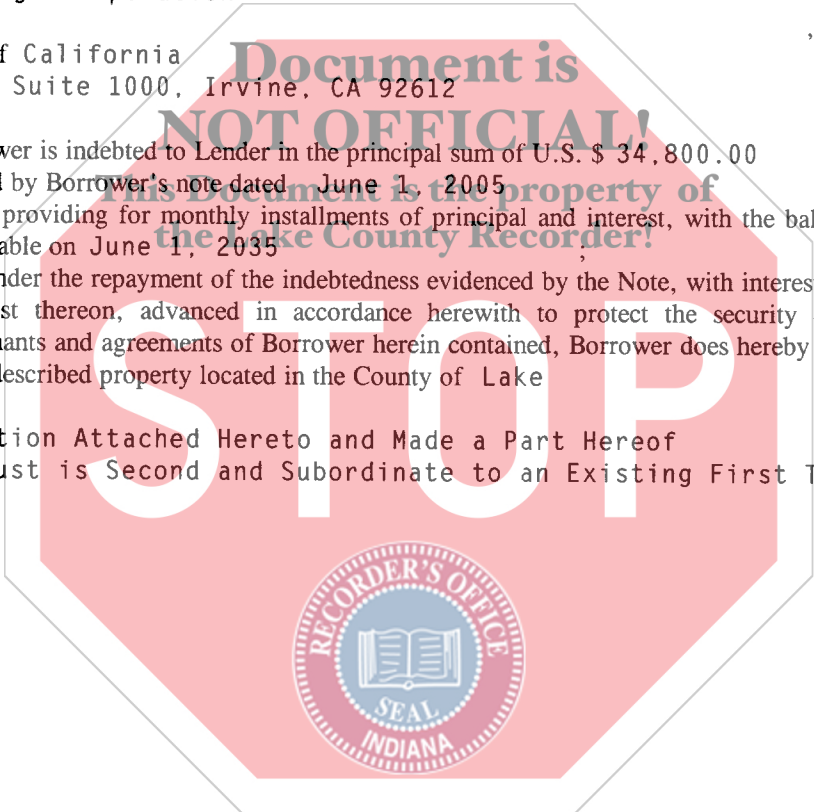 f California
Document is
Suite 1000, Irvine, CA 92612
NOT OFFICIAL!
wer is indebted to Lender in the principal sum of U.S. $ 34,800.00
by Borrower's note dated June 1, 2005
This Document is the property of
providing for monthly installments of principal and interest, with the bal
the Lake County Recorder!
able on June 1, 2035 ;
nder the repayment of the indebtedness evidenced by the Note, with interes
st thereon, advanced in accordance herewith to protect the security
ants and agreements of Borrower herein contained, Borrower does hereby
described property located in the County of Lake
STOP
tion Attached Hereto and Made a Part Hereof
ust is Second and Subordinate to an Existing First T
RECORDER'S OFFICE
SEAL
INDIANA